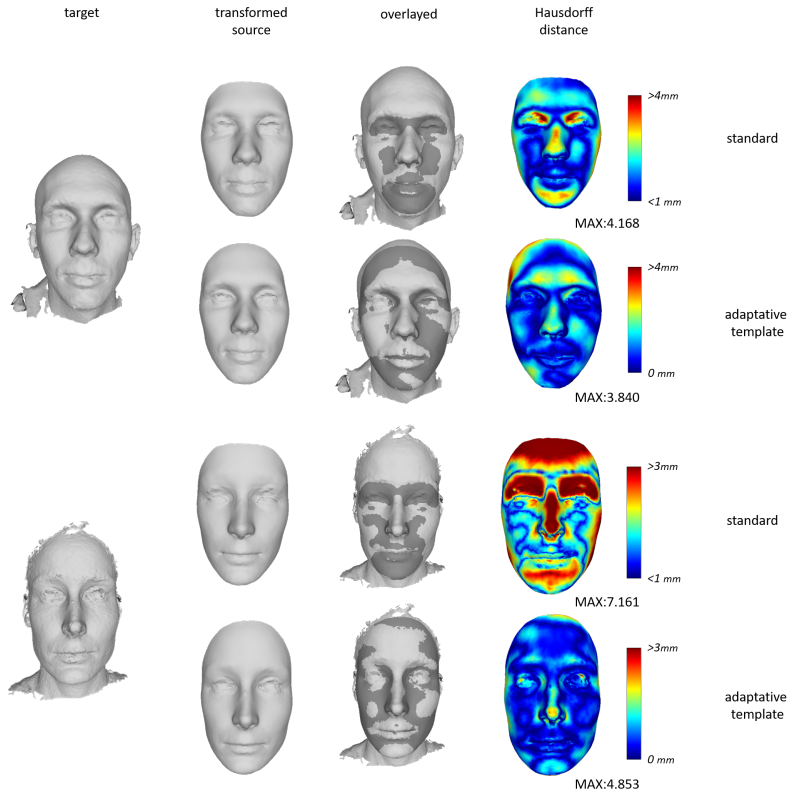 target
transformed
source
overlayed
Hausdorff
distance
>4mm
standard
<1 mm
MAX:4.168
>4mm
adaptative
template
0 mm
MAX:3.840
>3mm
standard
<1 mm
MAX:7.161
>3mm
adaptative
template
0 mm
MAX:4.853